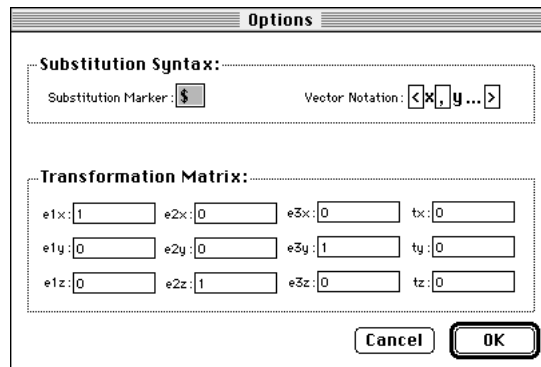 Options
Substitution Syntax:
Substitution Marker: $ Vector Notation: <x,y...>
Transformation Matrix:
e1x: 1 e2x: 0 e3x: 0 tx: 0
e1y: 0 e2y: 0 e3y: 1 ty: 0
e1z: 0 e2z: 1 e3z: 0 tz: 0
Cancel OK